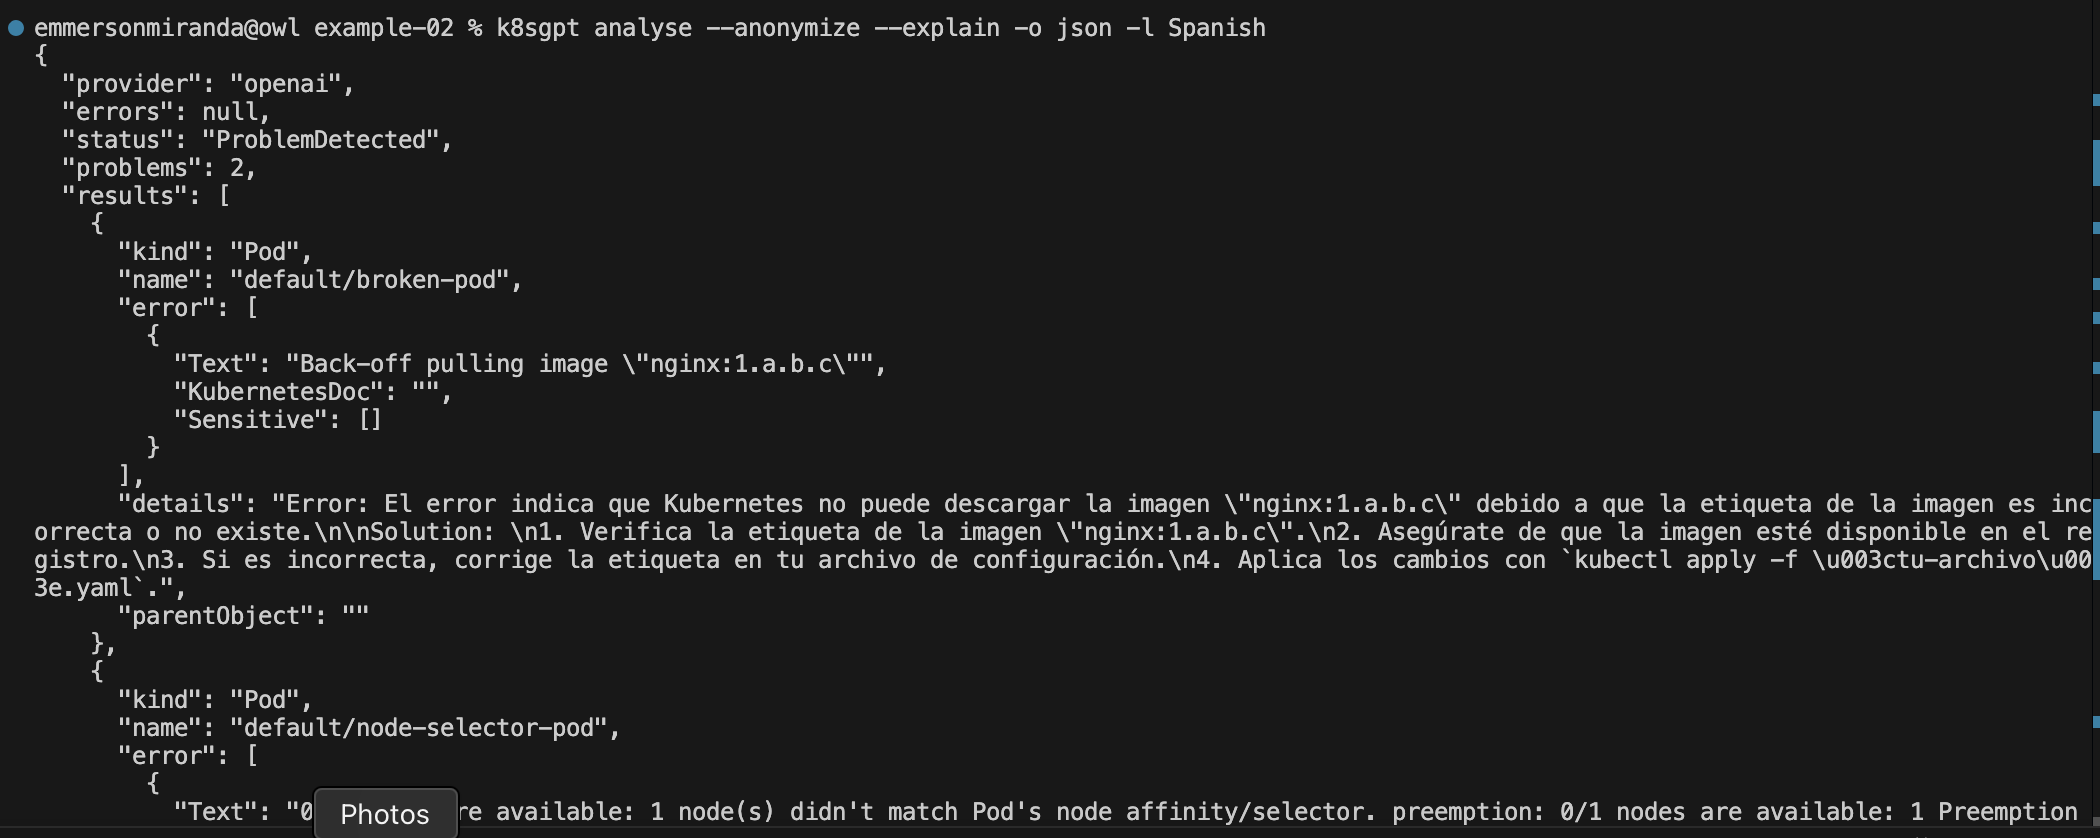 emmersonmiranda@owl example-02 % k8sgpt analyse --anonymize --explain -o json -l Spanish
{
  "provider": "openai",
  "errors": null,
  "status": "ProblemDetected",
  "problems": 2,
  "results": [
    {
      "kind": "Pod",
      "name": "default/broken-pod",
      "error": [
        {
          "Text": "Back-off pulling image \"nginx:1.a.b.c\"",
          "KubernetesDoc": "",
          "Sensitive": []
        }
      ],
      "details": "Error: El error indica que Kubernetes no puede descargar la imagen \"nginx:1.a.b.c\" debido a que la etiqueta de la imagen es inc
orrecta o no existe.\n\nSolution: \n1. Verifica la etiqueta de la imagen \"nginx:1.a.b.c\".\n2. Asegúrate de que la imagen esté disponible en el re
gistro.\n3. Si es incorrecta, corrige la etiqueta en tu archivo de configuración.\n4. Aplica los cambios con `kubectl apply -f \u003ctu-archivo\u00
3e.yaml`.",
      "parentObject": ""
    },
    {
      "kind": "Pod",
      "name": "default/node-selector-pod",
      "error": [
        {
          "Text": "0 Photos re available: 1 node(s) didn't match Pod's node affinity/selector. preemption: 0/1 nodes are available: 1 Preemption